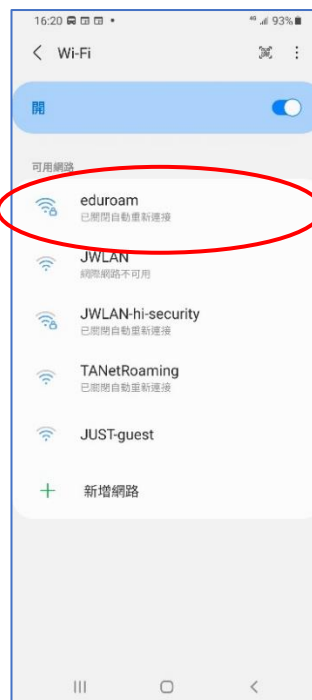 16:20 4G 93%
Wi-Fi
開
可用網路
eduroam
已關閉自動重新連接
JWLAN
網際網路不可用
JWLAN-hi-security
已關閉自動重新連接
TANetRoaming
已關閉自動重新連接
JUST-guest
新增網路